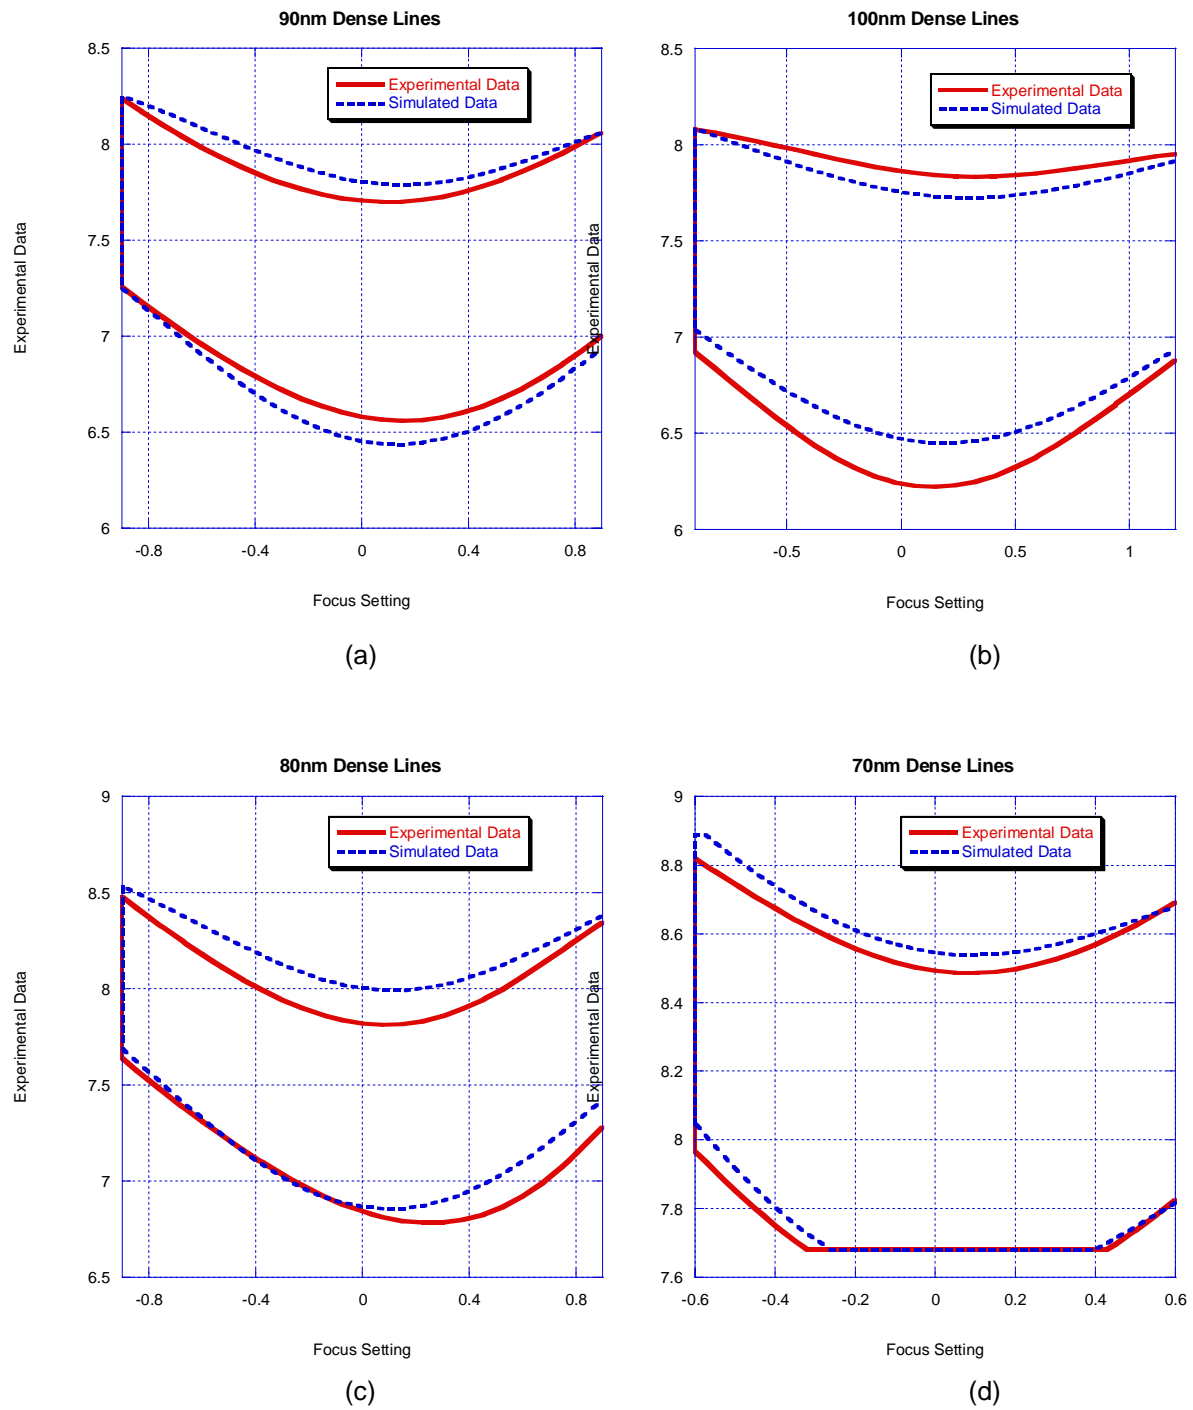 90nm Dense Lines
8.5
8
7.5
7
6.5
6
Experimental Data
Experimental Data
Simulated Data
-0.8
-0.4
0
0.4
0.8
Focus Setting
(a)
100nm Dense Lines
8.5
8
7.5
7
6.5
6
Experimental Data
Experimental Data
Simulated Data
-0.5
0
0.5
1
Focus Setting
(b)
80nm Dense Lines
9
8.5
8
7.5
7
6.5
Experimental Data
Experimental Data
Simulated Data
-0.8
-0.4
0
0.4
0.8
Focus Setting
(c)
70nm Dense Lines
9
8.8
8.6
8.4
8.2
8
7.8
7.6
Experimental Data
Experimental Data
Simulated Data
-0.6
-0.4
-0.2
0
0.2
0.4
0.6
Focus Setting
(d)